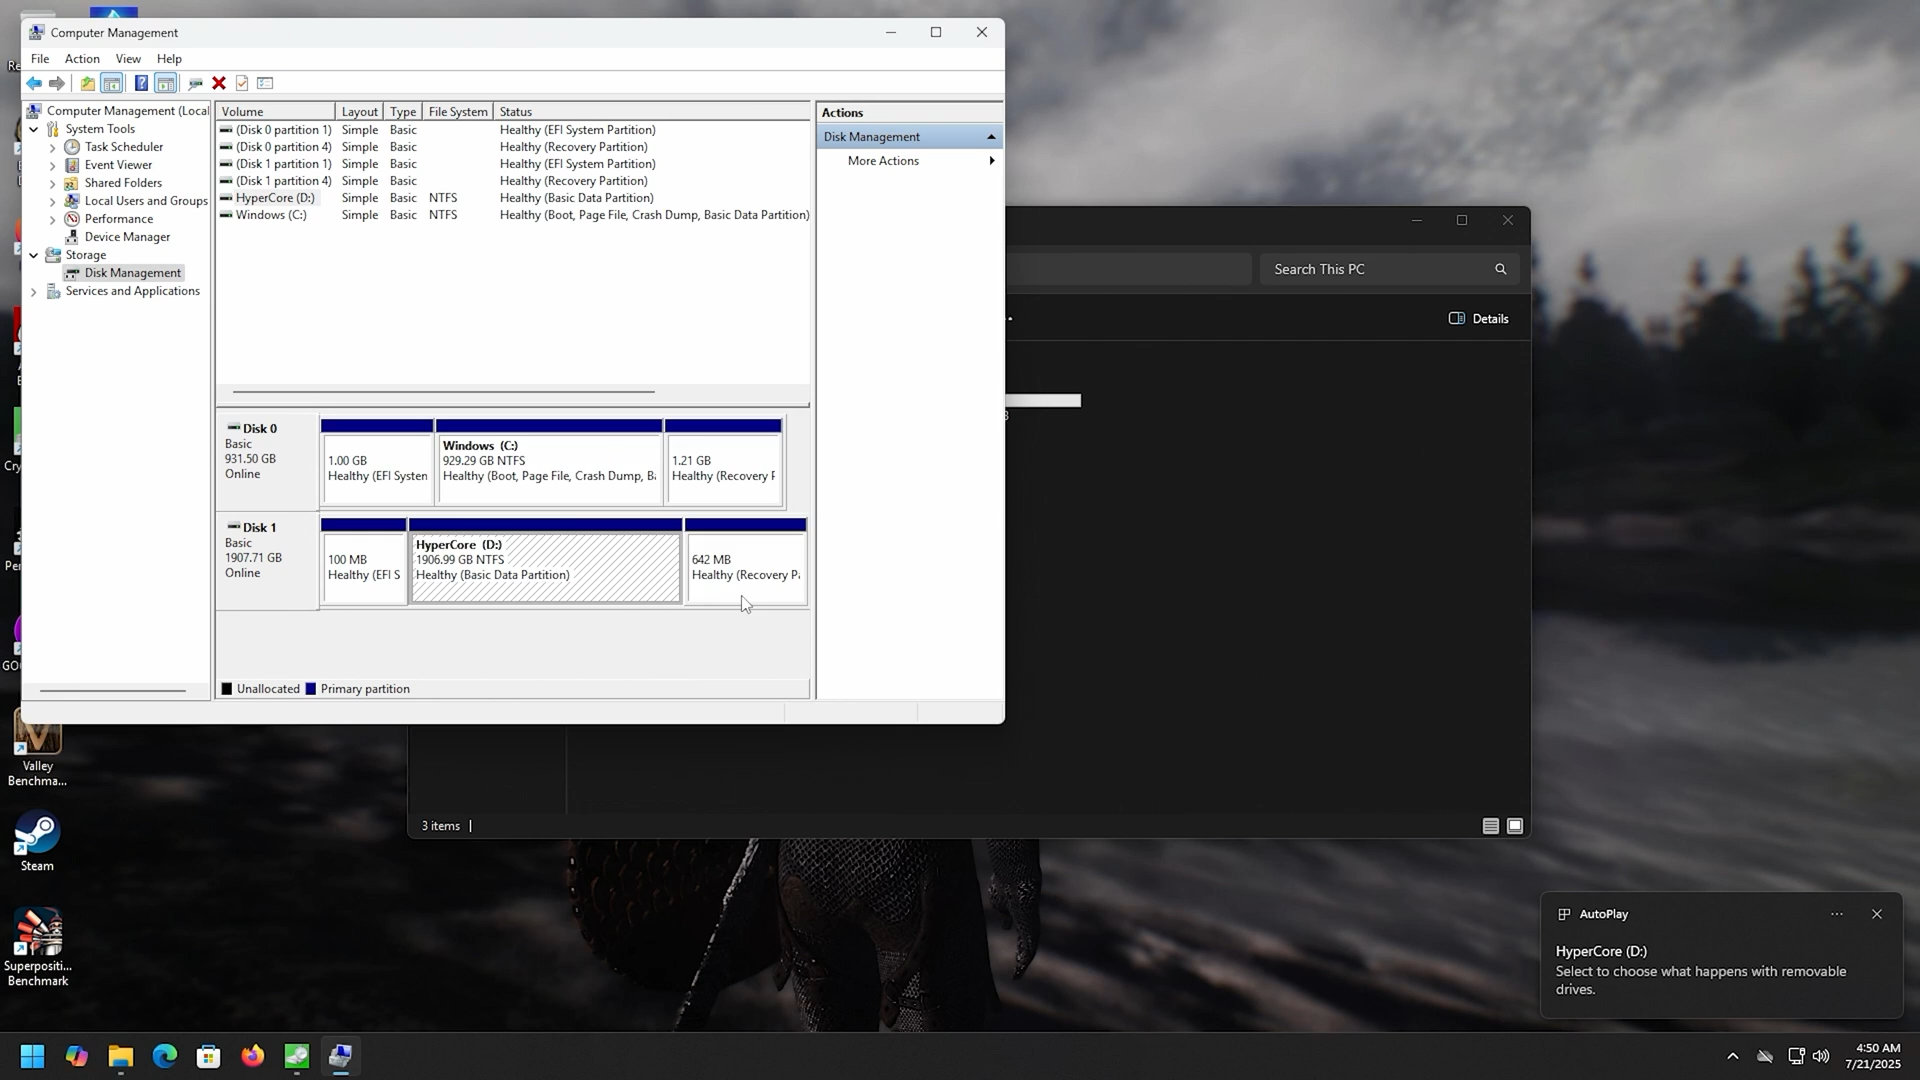 Computer Management
File Action View Help
Computer Management (Local
System Tools
Task Scheduler
Event Viewer
Shared Folders
Local Users and Groups
Performance
Device Manager
Storage
Disk Management
Services and Applications
Volume Layout Type File System Status
(Disk 0 partition 1) Simple Basic Healthy (EFI System Partition)
(Disk 0 partition 4) Simple Basic Healthy (Recovery Partition)
(Disk 1 partition 1) Simple Basic Healthy (EFI System Partition)
(Disk 1 partition 4) Simple Basic Healthy (Recovery Partition)
HyperCore (D:) Simple Basic NTFS Healthy (Basic Data Partition)
Windows (C:) Simple Basic NTFS Healthy (Boot, Page File, Crash Dump, Basic Data Partition)
Actions
Disk Management
More Actions
Disk 0
Basic
931.50 GB
Online
1.00 GB
Healthy (EFI System
Windows (C:)
929.29 GB NTFS
Healthy (Boot, Page File, Crash Dump, Ba
1.21 GB
Healthy (Recovery P
Disk 1
Basic
1907.71 GB
Online
100 MB
Healthy (EFI S
HyperCore (D:)
1906.99 GB NTFS
Healthy (Basic Data Partition)
642 MB
Healthy (Recovery Pa
Unallocated Primary partition
Search This PC
Details
3 items
Re
Cry
Per
GOG
Valley
Benchma...
Steam
Superpositi...
Benchmark
AutoPlay
HyperCore (D:)
Select to choose what happens with removable
drives.
4:50 AM
7/21/2025